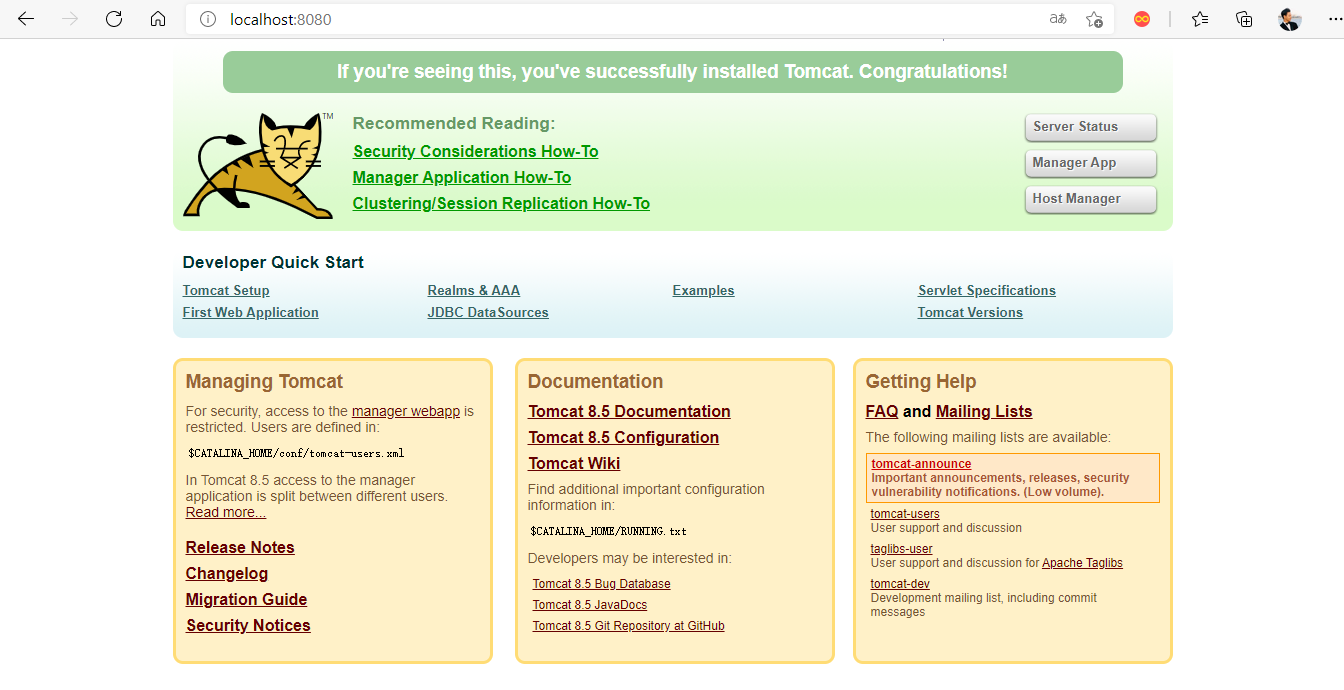 localhost:8080
aあ
If you're seeing this, you've successfully installed Tomcat. Congratulations!
TM
Recommended Reading:
Security Considerations How-To
Manager Application How-To
Clustering/Session Replication How-To
Server Status
Manager App
Host Manager
Developer Quick Start
Tomcat Setup
First Web Application
Realms & AAA
JDBC DataSources
Examples
Servlet Specifications
Tomcat Versions
Managing Tomcat
For security, access to the manager webapp is
restricted. Users are defined in:
$CATALINA_HOME/conf/tomcat-users.xml
In Tomcat 8.5 access to the manager
application is split between different users.
Read more...
Release Notes
Changelog
Migration Guide
Security Notices
Documentation
Tomcat 8.5 Documentation
Tomcat 8.5 Configuration
Tomcat Wiki
Find additional important configuration
information in:
$CATALINA_HOME/RUNNING.txt
Developers may be interested in:
Tomcat 8.5 Bug Database
Tomcat 8.5 JavaDocs
Tomcat 8.5 Git Repository at GitHub
Getting Help
FAQ and Mailing Lists
The following mailing lists are available:
tomcat-announce
Important announcements, releases, security
vulnerability notifications. (Low volume).
tomcat-users
User support and discussion
taglibs-user
User support and discussion for Apache Taglibs
tomcat-dev
Development mailing list, including commit
messages